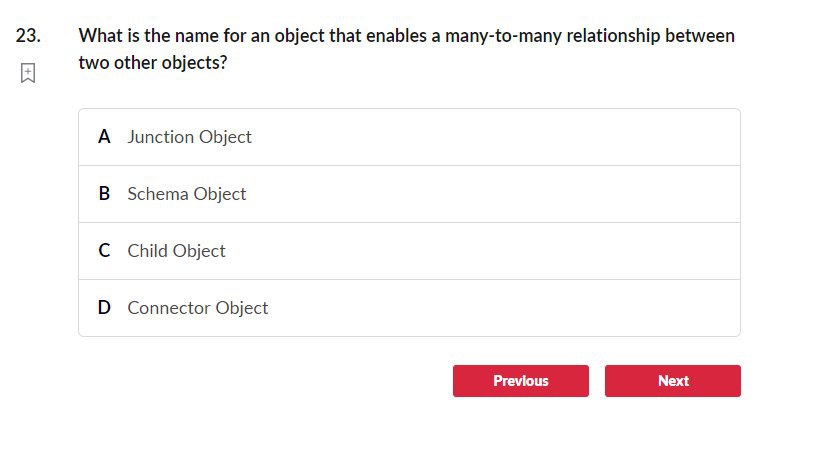 23. What is the name for an object that enables a many-to-many relationship between
two other objects?
A Junction Object
B Schema Object
C Child Object
D Connector Object
Previous Next